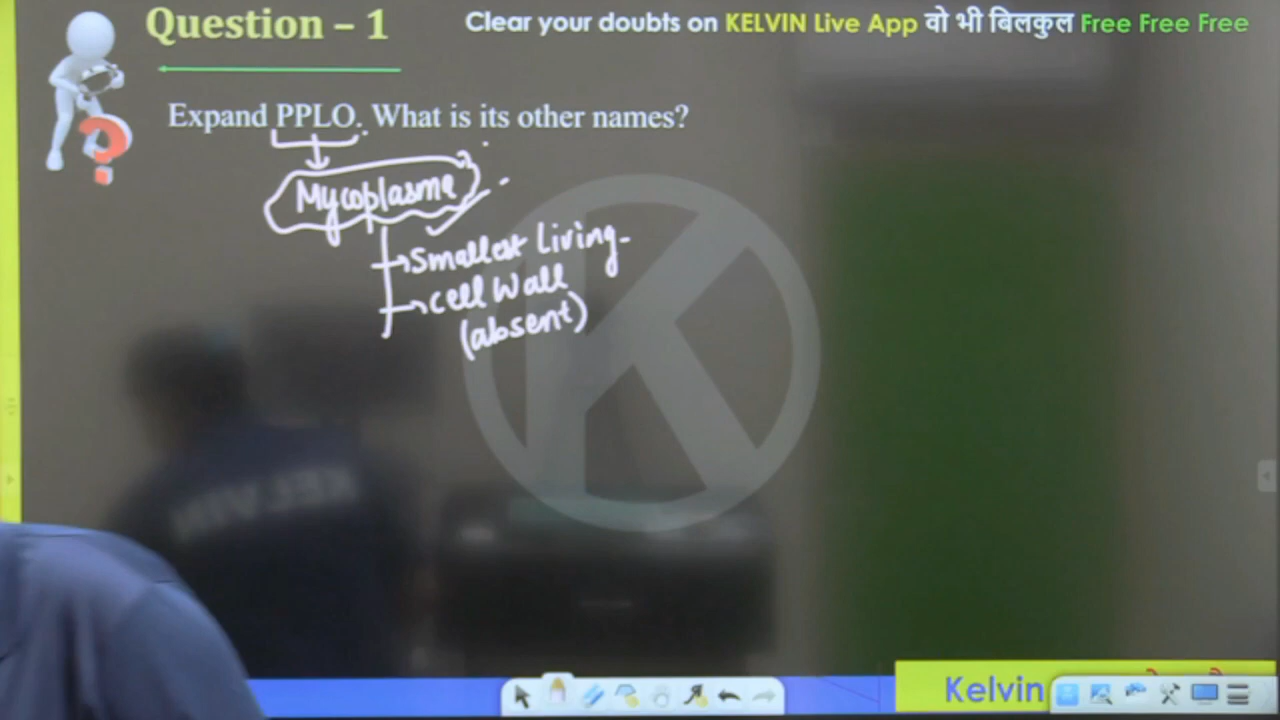 Question – 1
Clear your doubts on KELVIN Live App वो भी बिलकुल Free Free Free
Expand PPLO. What is its other names?
Mycoplasme
Smallest Living
Cell Wall
(absent)
Kelvin